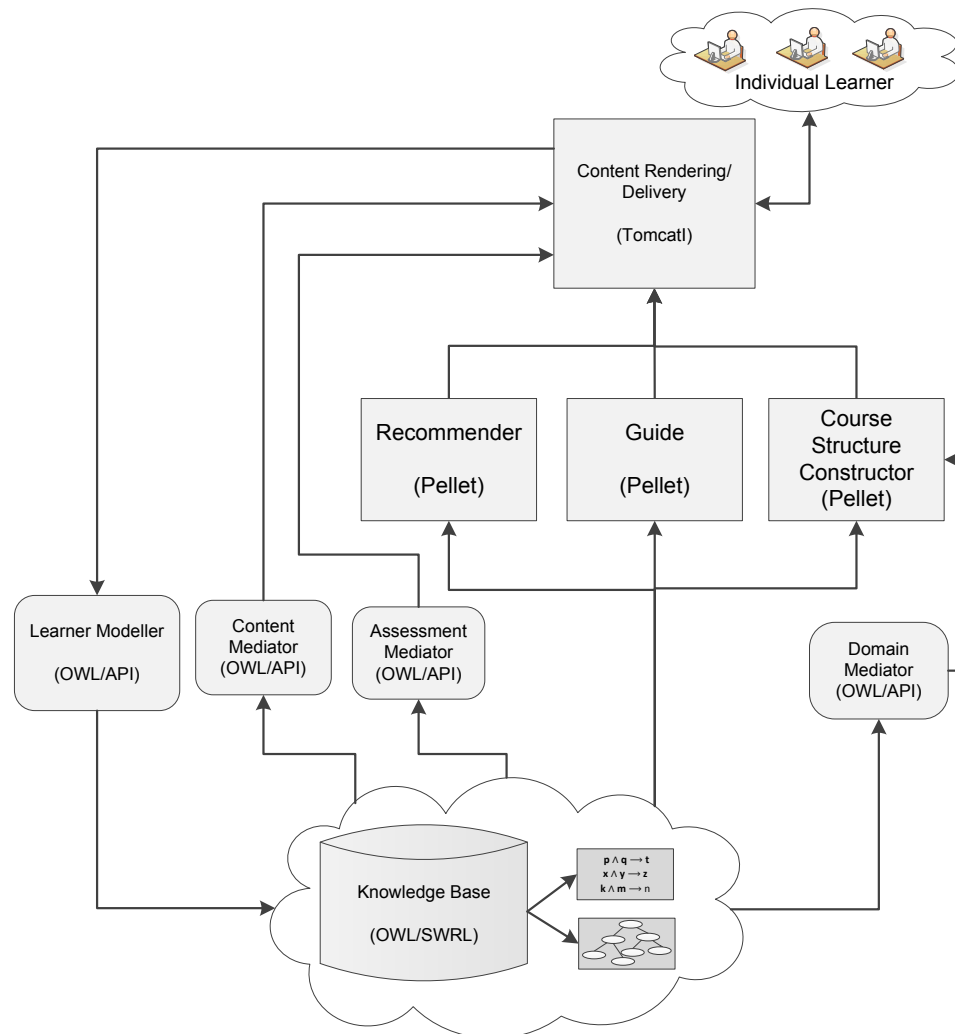 Individual Learner
Content Rendering/
Delivery
(Tomcatl)
Recommender
(Pellet)
Guide
(Pellet)
Course
Structure
Constructor
(Pellet)
Learner Modeller
(OWL/API)
Content
Mediator
(OWL/API)
Assessment
Mediator
(OWL/API)
Domain
Mediator
(OWL/API)
Knowledge Base
(OWL/SWRL)
p ∧ q → t
x ∧ y → z
k ∧ m → n